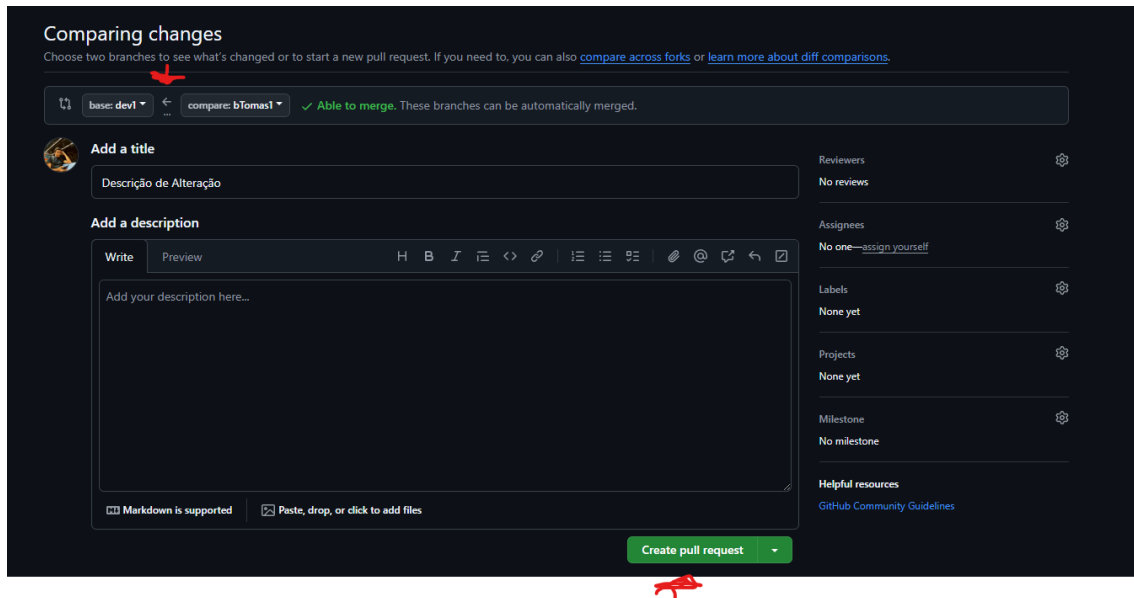 Comparing changes
Choose two branches to see what's changed or to start a new pull request. If you need to, you can also compare across forks or learn more about diff comparisons.
base: dev1 ... compare: bTomas1 Able to merge. These branches can be automatically merged.
Add a title
Descrição de Alteração
Add a description
Write Preview
Add your description here...
Markdown is supported Paste, drop, or click to add files
Create pull request
Reviewers
No reviews
Assignees
No one—assign yourself
Labels
None yet
Projects
None yet
Milestone
No milestone
Helpful resources
GitHub Community Guidelines